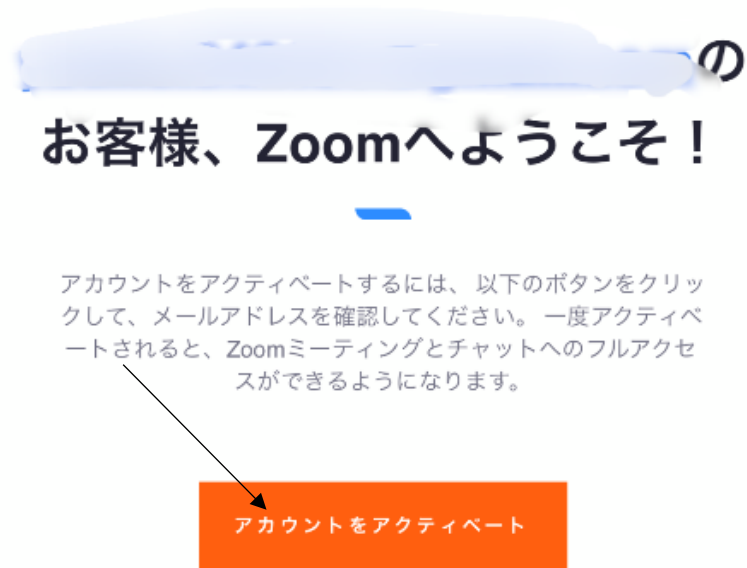 の
お客様、Zoomへようこそ！
アカウントをアクティベートするには、 以下のボタンをクリッ
クして、メールアドレスを確認してください。 一度アクティベ
ートされると、Zoomミーティングとチャットへのフルアクセ
スができるようになります。
アカウントをアクティベート